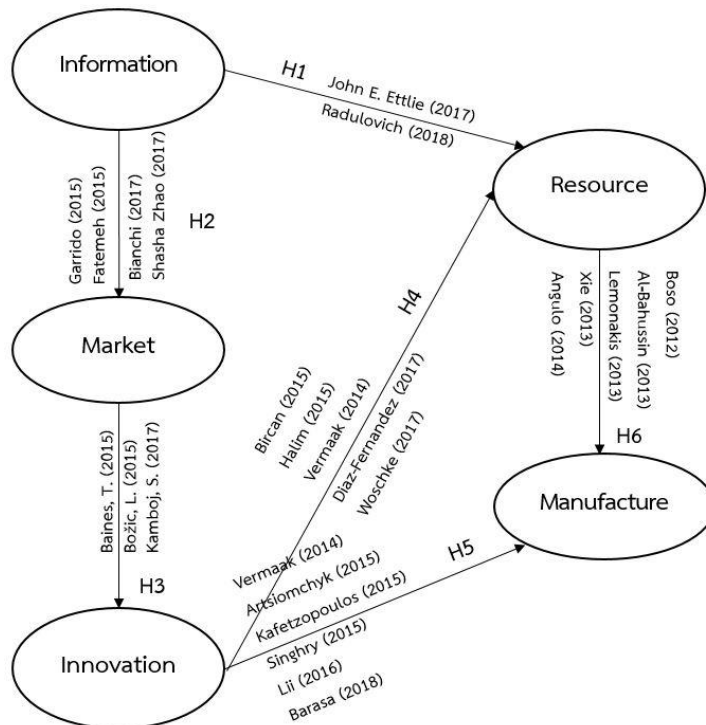 Information
H1
John E. Ettlie (2017)
Radulovich (2018)
Resource
Garrido (2015)
Fatemeh (2015)
Bianchi (2017)
Shasha Zhao (2017)
H2
Market
H4
Bircan (2015)
Halim (2015)
Vermaak (2014)
Diaz-Fernandez (2017)
Woschke (2017)
Boso (2012)
Al-Bahussin (2013)
Lemonakis (2013)
Xie (2013)
Angulo (2014)
H6
Baines, T. (2015)
Božic, L. (2015)
Kamboj, S. (2017)
H3
Manufacture
H5
Vermaak (2014)
Artsiomchyk (2015)
Kafetzopoulos (2015)
Singhry (2015)
Lii (2016)
Barasa (2018)
Innovation